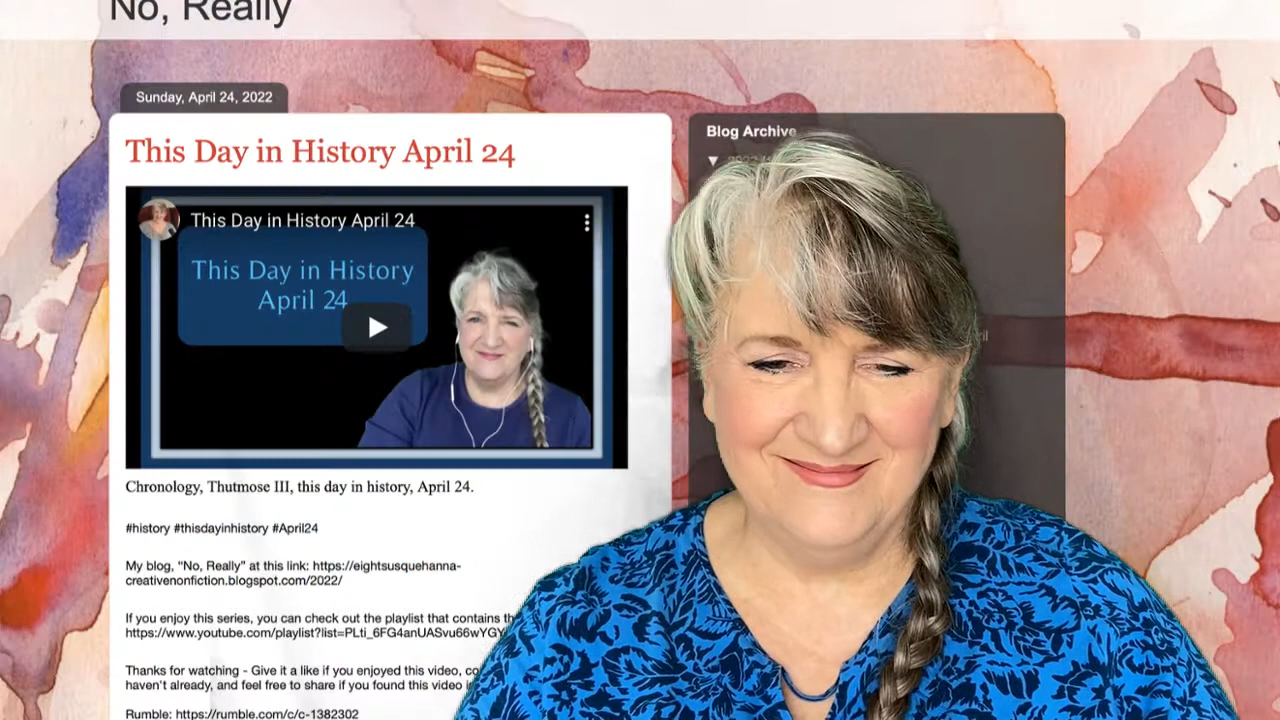 No, Really
Sunday, April 24, 2022
This Day in History April 24
Blog Archive
This Day in History April 24
This Day in History
April 24
Chronology, Thutmose III, this day in history, April 24.
#history #thisdayinhistory #April24
My blog, “No, Really” at this link: https://eightsusquehanna-
creativenonfiction.blogspot.com/2022/
If you enjoy this series, you can check out the playlist that contains
https://www.youtube.com/playlist?list=PLti_6FG4anUASvu66wYGY
Thanks for watching - Give it a like if you enjoyed this video,
haven't already, and feel free to share if you found this video
Rumble: https://rumble.com/c/c-1382302